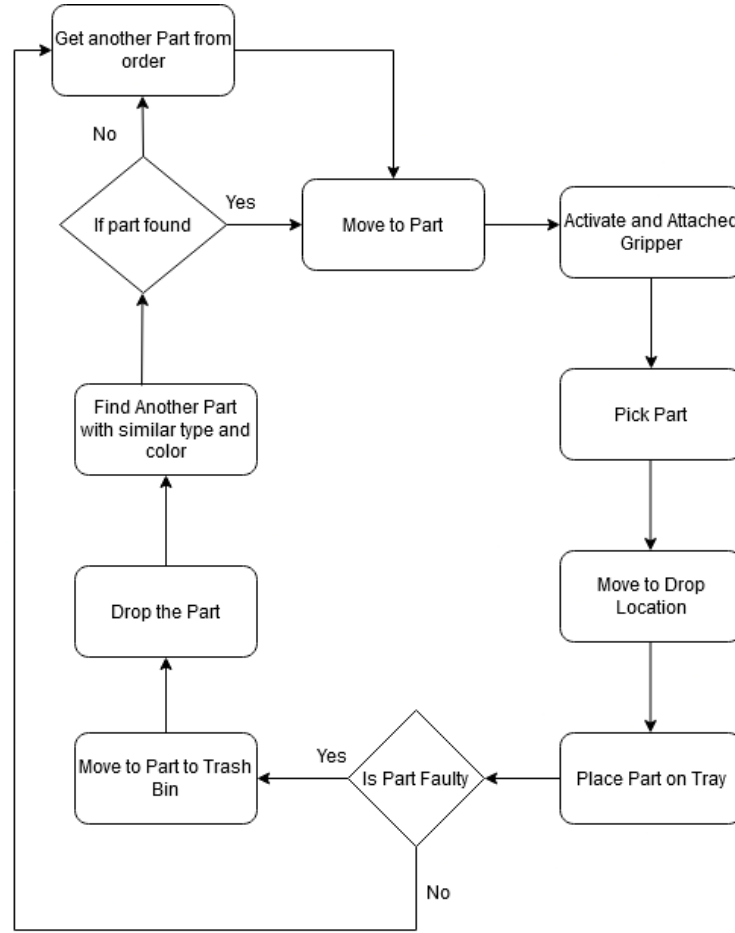 Get another Part from
order
No
If part found
Yes
Move to Part
Activate and Attached
Gripper
Find Another Part
with similar type and
color
Pick Part
Drop the Part
Move to Drop
Location
Move to Part to Trash
Bin
Yes
Is Part Faulty
Place Part on Tray
No